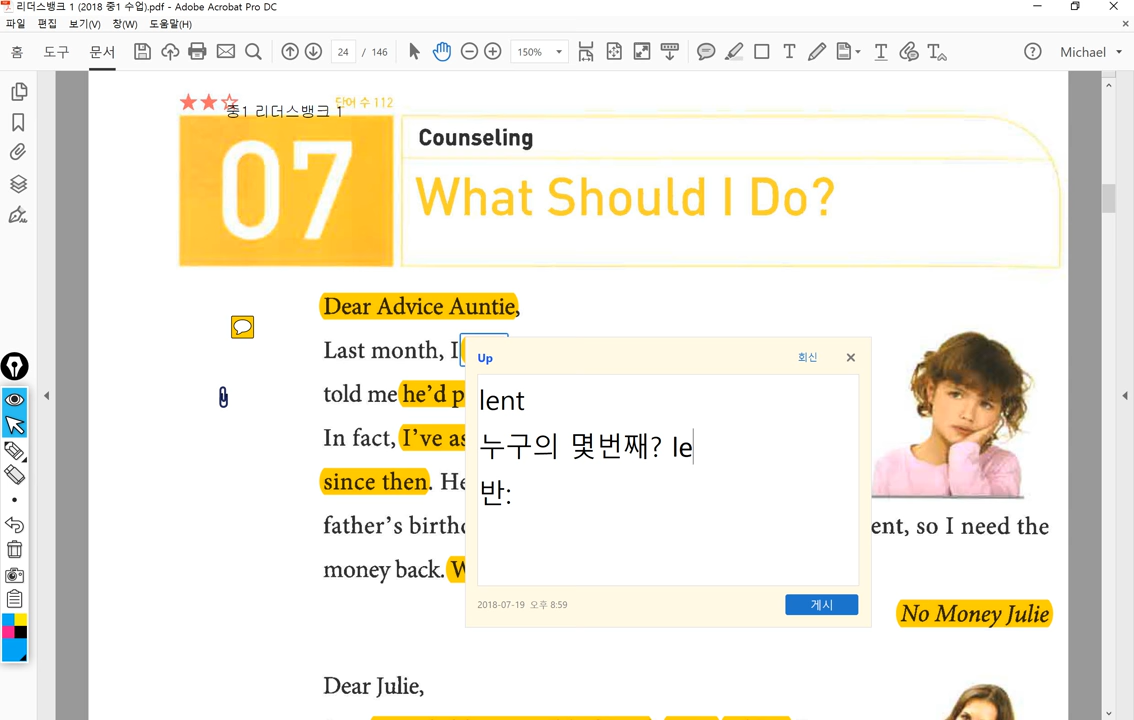 리더스뱅크 1 (2018 중1 수업).pdf - Adobe Acrobat Pro DC
파일 편집 보기(V) 창(W) 도움말(H)
홈 도구 문서 24 / 146 150% Michael
단어 수 112
중1 리더스뱅크 1
07
Counseling
What Should I Do?
Dear Advice Auntie,
Last month, I
told me he’d p
In fact, I’ve as
since then. He
father’s birthd ent, so I need the
money back. W
Up 회신
lent
누구의 몇번째? le
반:
2018-07-19 오후 8:59 게시
No Money Julie
Dear Julie,